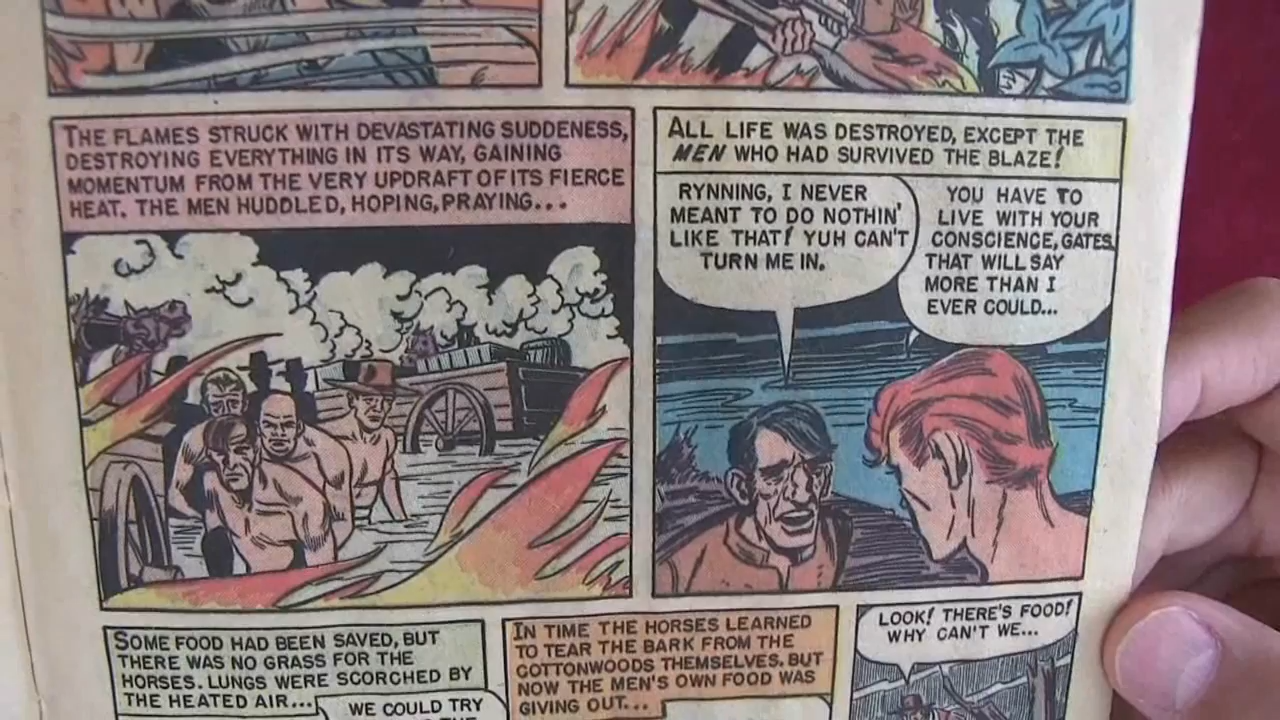 THE FLAMES STRUCK WITH DEVASTATING SUDDENESS,
DESTROYING EVERYTHING IN ITS WAY, GAINING
MOMENTUM FROM THE VERY UPDRAFT OF ITS FIERCE
HEAT. THE MEN HUDDLED, HOPING, PRAYING...
ALL LIFE WAS DESTROYED, EXCEPT THE
MEN WHO HAD SURVIVED THE BLAZE!
RYNNING, I NEVER
MEANT TO DO NOTHIN'
LIKE THAT! YUH CAN'T
TURN ME IN.
YOU HAVE TO
LIVE WITH YOUR
CONSCIENCE, GATES.
THAT WILL SAY
MORE THAN I
EVER COULD...
SOME FOOD HAD BEEN SAVED, BUT
THERE WAS NO GRASS FOR THE
HORSES. LUNGS WERE SCORCHED BY
THE HEATED AIR...
WE COULD TRY
IN TIME THE HORSES LEARNED
TO TEAR THE BARK FROM THE
COTTONWOODS THEMSELVES. BUT
NOW THE MEN'S OWN FOOD WAS
GIVING OUT...
LOOK! THERE'S FOOD!
WHY CAN'T WE...